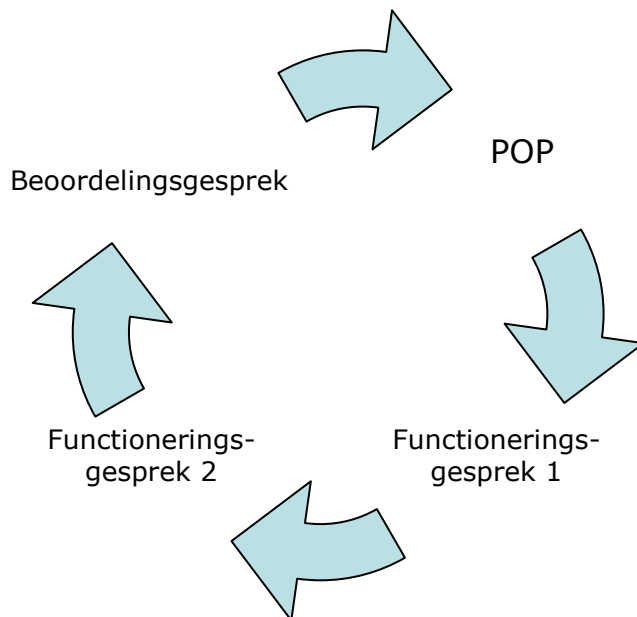 POP
Beoordelingsgesprek
Functionerings-
gesprek 2
Functionerings-
gesprek 1